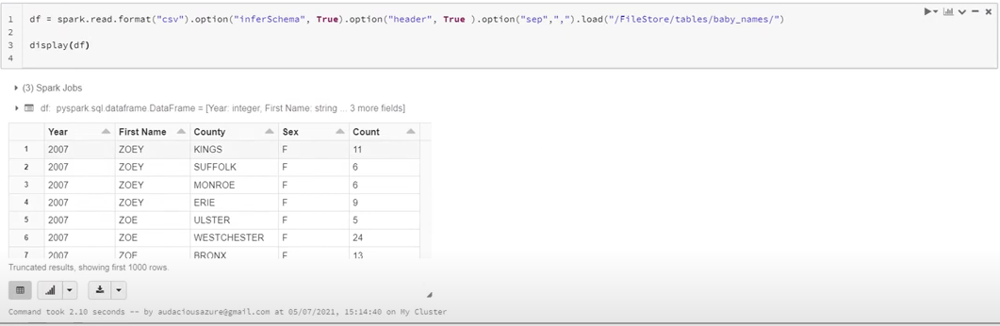 1 df = spark.read.format("csv").option("inferSchema", True).option("header", True ).option("sep",",").load("/FileStore/tables/baby_names/")
2
3 display(df)
4
(3) Spark Jobs
df: pyspark.sql.dataframe.DataFrame = [Year: integer, First Name: string ... 3 more fields]
Year First Name County Sex Count
1 2007 ZOEY KINGS F 11
2 2007 ZOEY SUFFOLK F 6
3 2007 ZOEY MONROE F 6
4 2007 ZOEY ERIE F 9
5 2007 ZOE ULSTER F 5
6 2007 ZOE WESTCHESTER F 24
7 2007 ZOE BRONX F 13
Truncated results, showing first 1000 rows.
Command took 2.10 seconds -- by audaciousazure@gmail.com at 05/07/2021, 15:14:40 on My Cluster